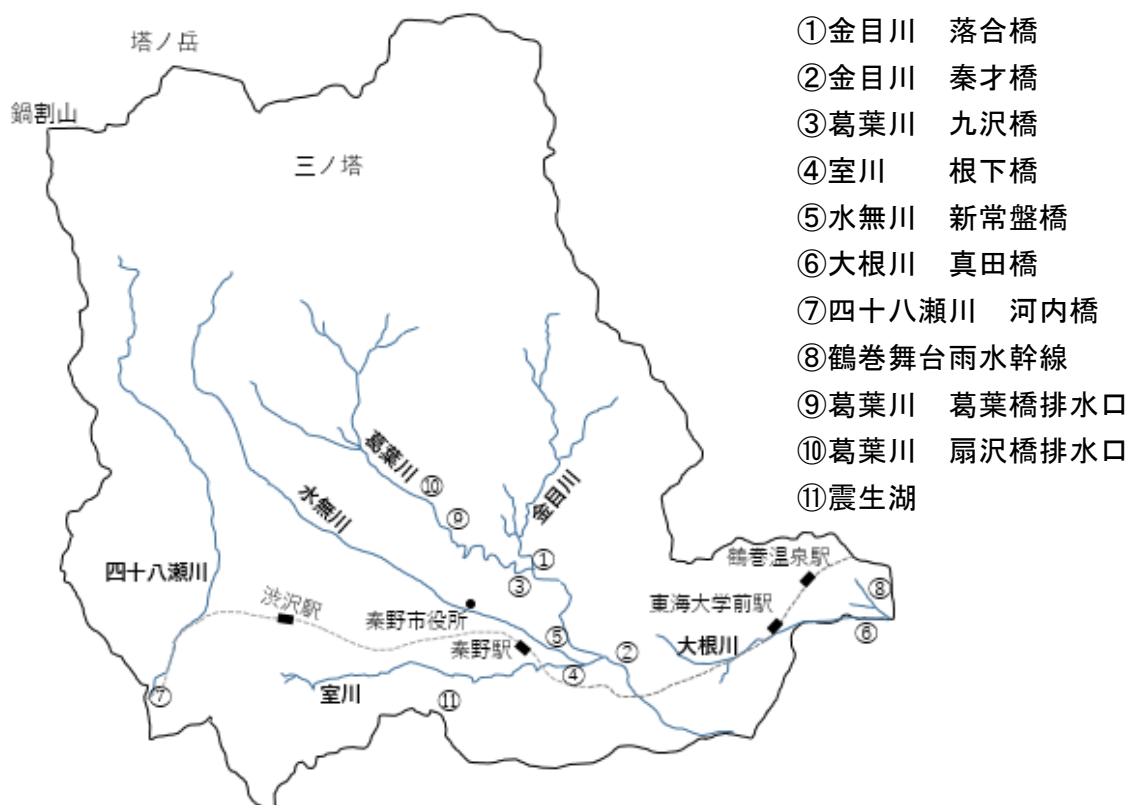 塔ノ岳
鍋割山
三ノ塔
葛葉川
⑩
水無川
⑨
金目川
①
③
四十八瀬川
渋沢駅
秦野市役所
秦野駅
⑤
②
④
室川
⑦
⑪
鶴巻温泉駅
東海大学前駅
⑧
大根川
⑥
①金目川　落合橋
②金目川　秦才橋
③葛葉川　九沢橋
④室川　　根下橋
⑤水無川　新常盤橋
⑥大根川　真田橋
⑦四十八瀬川　河内橋
⑧鶴巻舞台雨水幹線
⑨葛葉川　葛葉橋排水口
⑩葛葉川　扇沢橋排水口
⑪震生湖